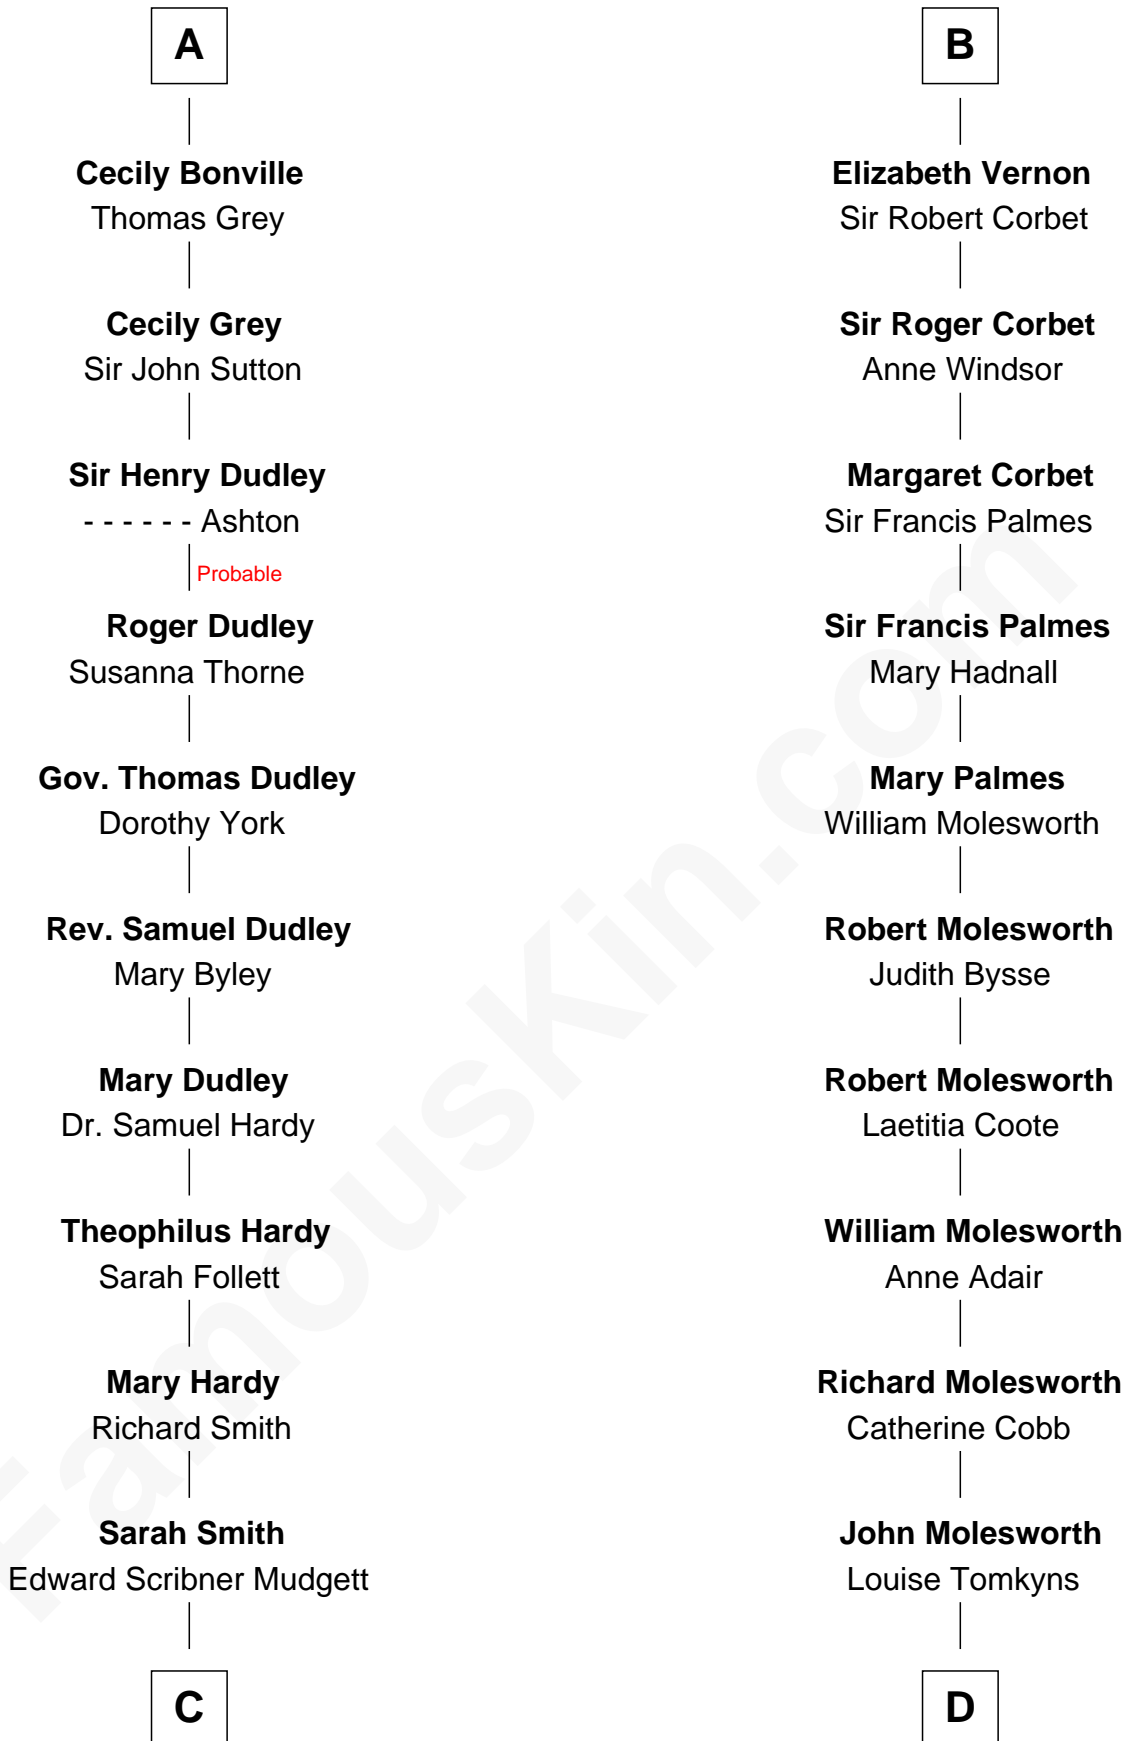 A
Cecily Bonville
Thomas Grey
Cecily Grey
Sir John Sutton
Sir Henry Dudley
- - - - - - Ashton
Probable
Roger Dudley
Susanna Thorne
Gov. Thomas Dudley
Dorothy York
Rev. Samuel Dudley
Mary Byley
Mary Dudley
Dr. Samuel Hardy
Theophilus Hardy
Sarah Follett
Mary Hardy
Richard Smith
Sarah Smith
Edward Scribner Mudgett
C
B
Elizabeth Vernon
Sir Robert Corbet
Sir Roger Corbet
Anne Windsor
Margaret Corbet
Sir Francis Palmes
Sir Francis Palmes
Mary Hadnall
Mary Palmes
William Molesworth
Robert Molesworth
Judith Bysse
Robert Molesworth
Laetitia Coote
William Molesworth
Anne Adair
Richard Molesworth
Catherine Cobb
John Molesworth
Louise Tomkyns
D
FamousKin.com